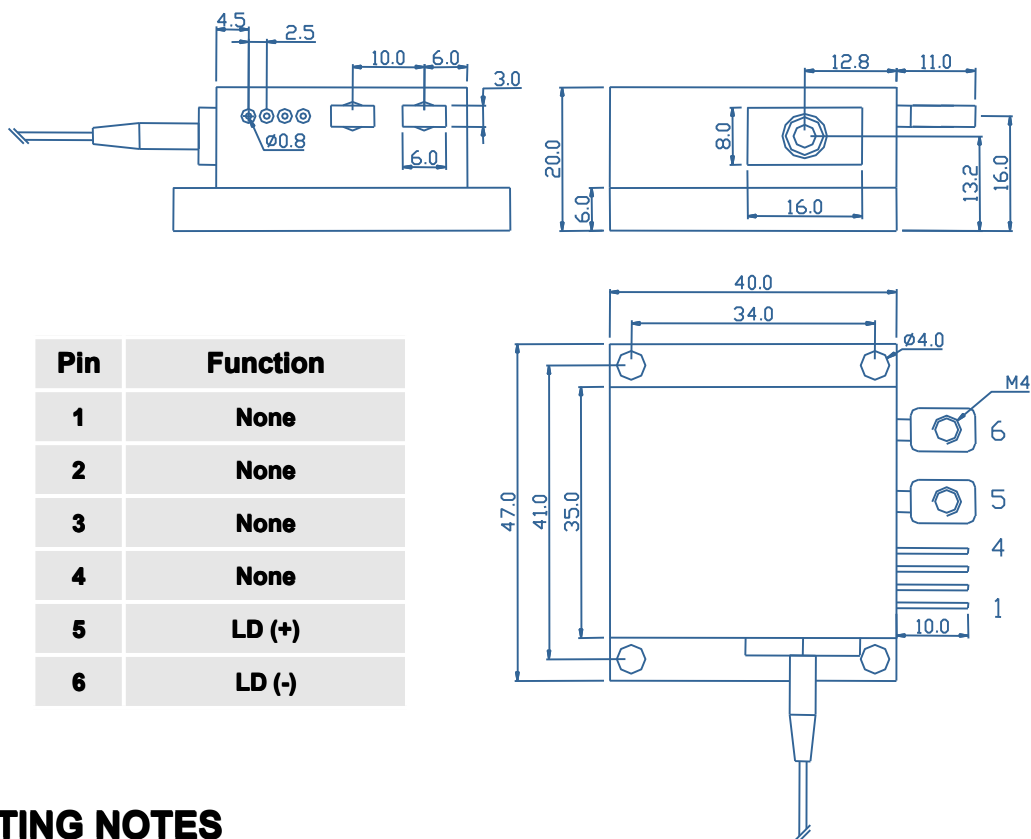 4.5
2.5
10.0
6.0
3.0
ø0.8
6.0
12.8
11.0
8.0
20.0
6.0
16.0
13.2
16.0
40.0
34.0
ø4.0
M4
47.0
41.0
35.0
6
5
4
1
10.0
Pin Function
1 None
2 None
3 None
4 None
5 LD (+)
6 LD (-)
TING NOTES